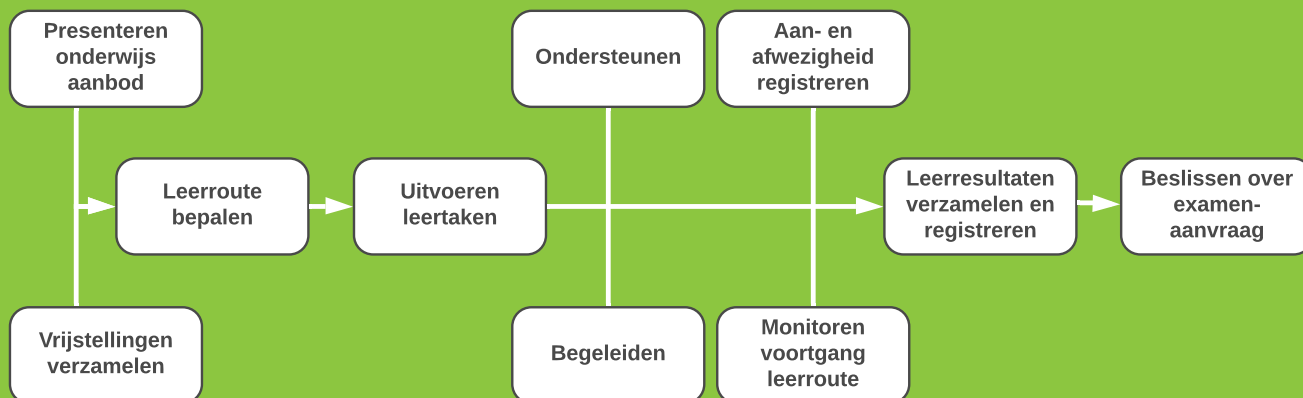 Presenteren
onderwijs
aanbod
Ondersteunen
Aan- en
afwezigheid
registreren
Leerroute
bepalen
Uitvoeren
leertaken
Leerresultaten
verzamelen en
registreren
Beslissen over
examen-
aanvraag
Vrijstellingen
verzamelen
Begeleiden
Monitoren
voortgang
leerroute